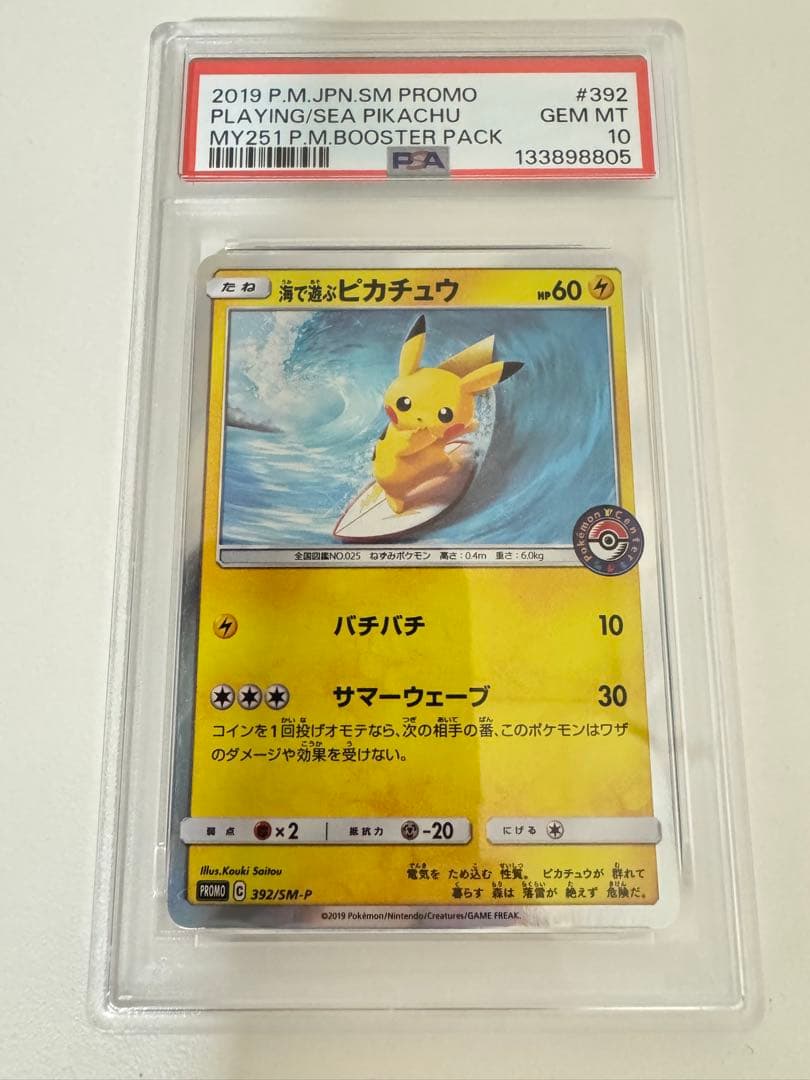 2019 P.M.JPN.SM PROMO #392
PLAYING/SEA PIKACHU GEM MT
MY251 P.M.BOOSTER PACK 10
PSA 133898805
たね 海で遊ぶピカチュウ HP60
Pokémon Centers
全国図鑑NO.025 ねずみポケモン 高さ:0.4m 重さ:6.0kg
バチバチ 10
サマーウェーブ 30
コインを1回投げオモテなら、次の相手の番、このポケモンはワザ
のダメージや効果を受けない。
弱点 ×2 抵抗力 -20 にげる
Illus.Kouki Saitou
電気を ため込む 性質。 ピカチュウが 群れて
暮らす 森は 落雷が 絶えず 危険だ。
PROMO C 392/SM-P
©2019 Pokémon/Nintendo/Creatures/GAME FREAK.